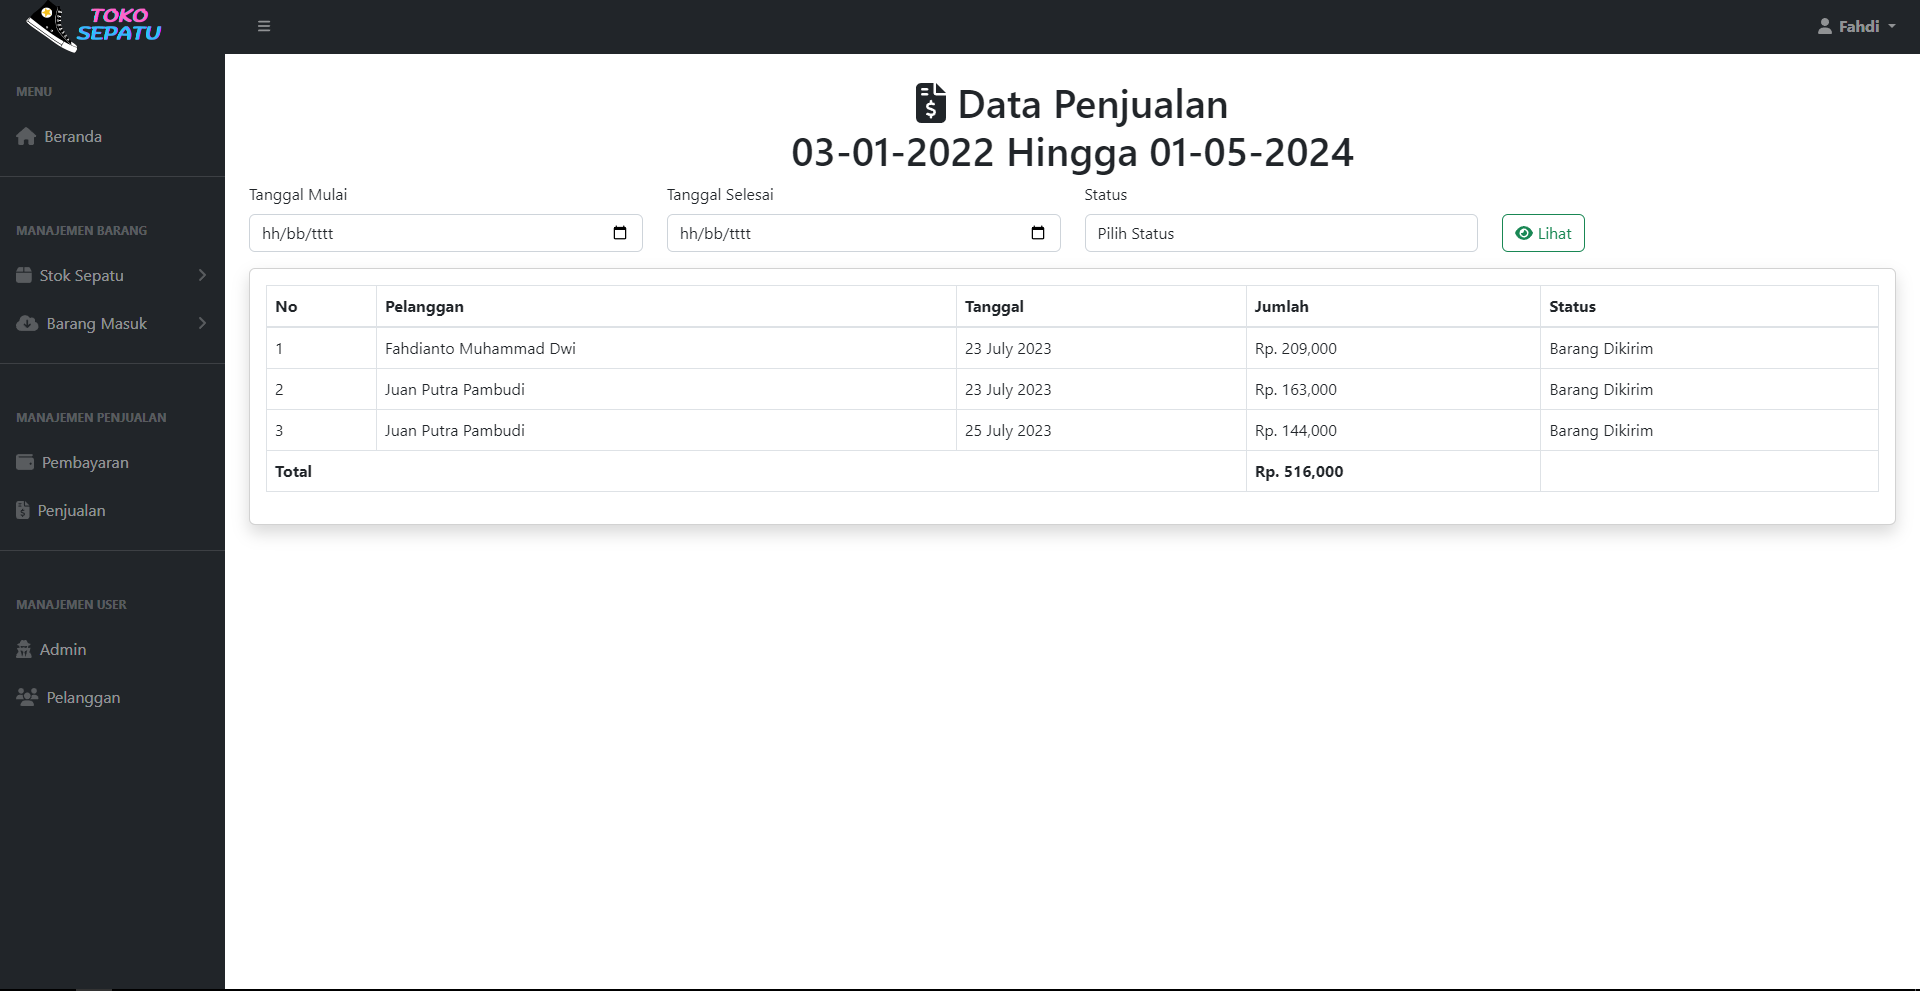 TOKO
SEPATU
Fahdi
MENU
Beranda
MANAJEMEN BARANG
Stok Sepatu
Barang Masuk
MANAJEMEN PENJUALAN
Pembayaran
Penjualan
MANAJEMEN USER
Admin
Pelanggan
Data Penjualan
03-01-2022 Hingga 01-05-2024
Tanggal Mulai Tanggal Selesai Status
hh/bb/tttt hh/bb/tttt Pilih Status Lihat
No Pelanggan Tanggal Jumlah Status
1 Fahdianto Muhammad Dwi 23 July 2023 Rp. 209,000 Barang Dikirim
2 Juan Putra Pambudi 23 July 2023 Rp. 163,000 Barang Dikirim
3 Juan Putra Pambudi 25 July 2023 Rp. 144,000 Barang Dikirim
Total Rp. 516,000